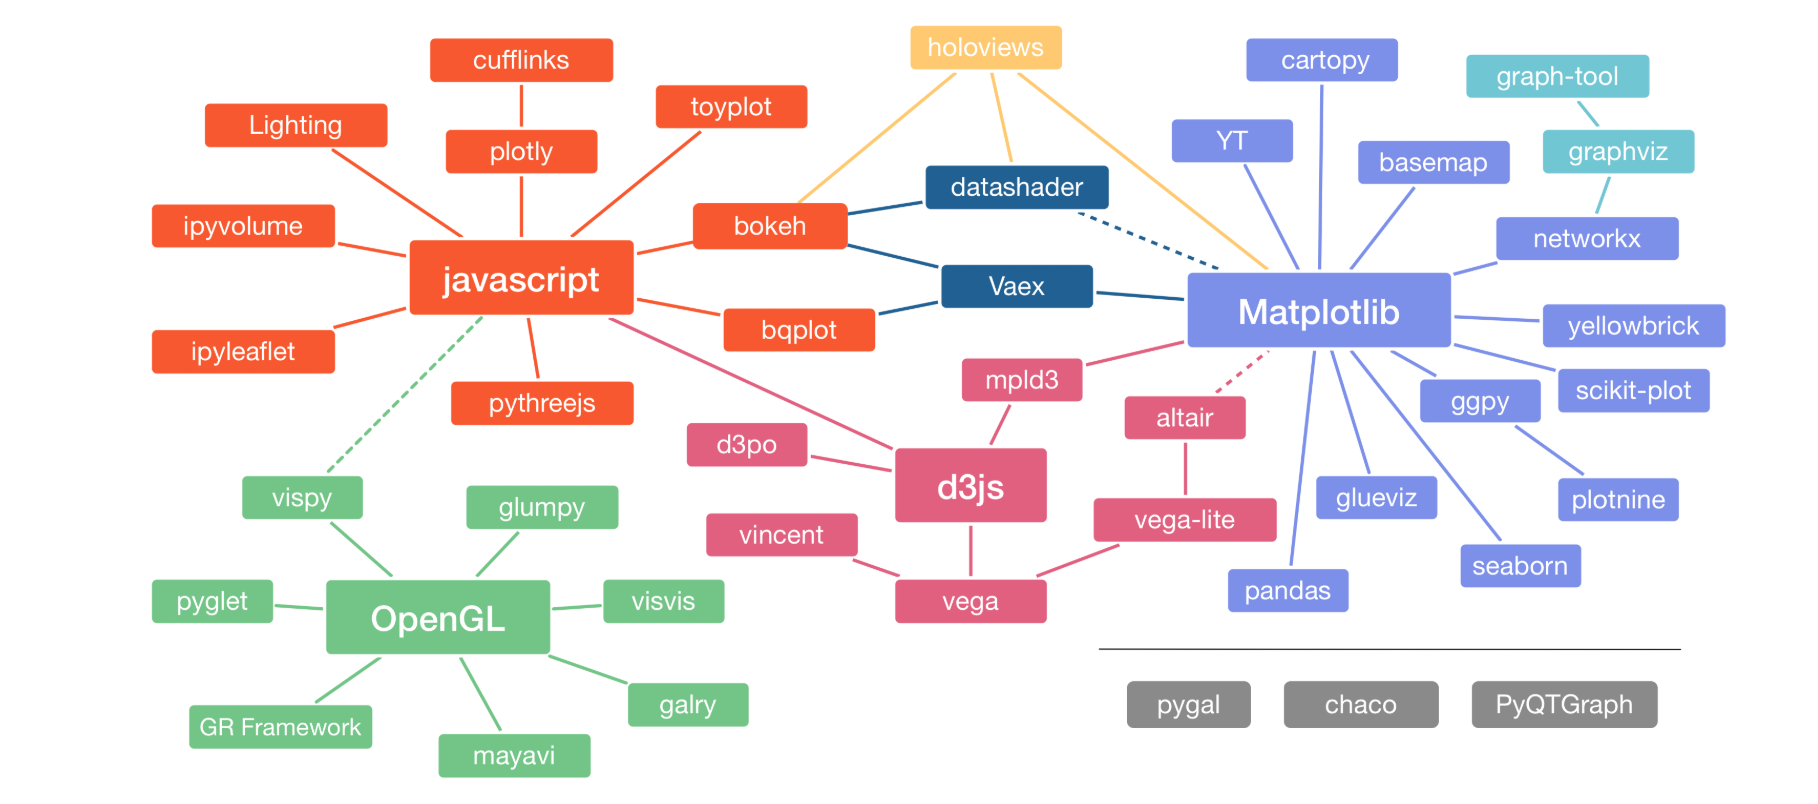 holoviews
cufflinks
cartopy
graph-tool
Lighting
toyplot
plotly
YT
basemap
graphviz
datashader
ipyvolume
bokeh
networkx
javascript
Vaex
Matplotlib
ipyleaflet
bqplot
yellowbrick
mpld3
scikit-plot
pythreejs
ggpy
altair
d3po
d3js
vispy
glumpy
glueviz
plotnine
vincent
vega-lite
seaborn
pyglet
OpenGL
visvis
vega
pandas
GR Framework
galry
pygal
chaco
PyQTGraph
mayavi